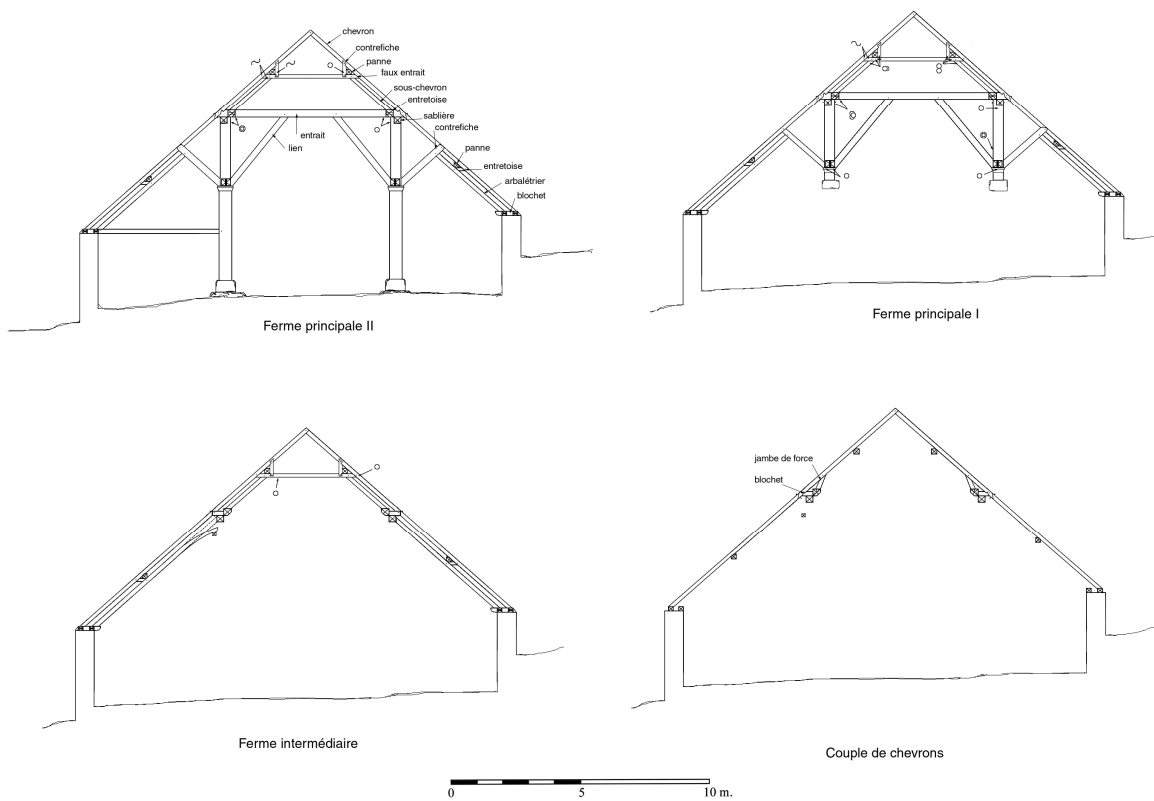 chevron
contrefiche
panne
faux entrait
sous-chevron
entretoise
sablière
contrefiche
entrait
lien
panne
entretoise
arbalétrier
blochet
Ferme principale II
Ferme principale I
jambe de force
blochet
Ferme intermédiaire
Couple de chevrons
0 5 10 m.